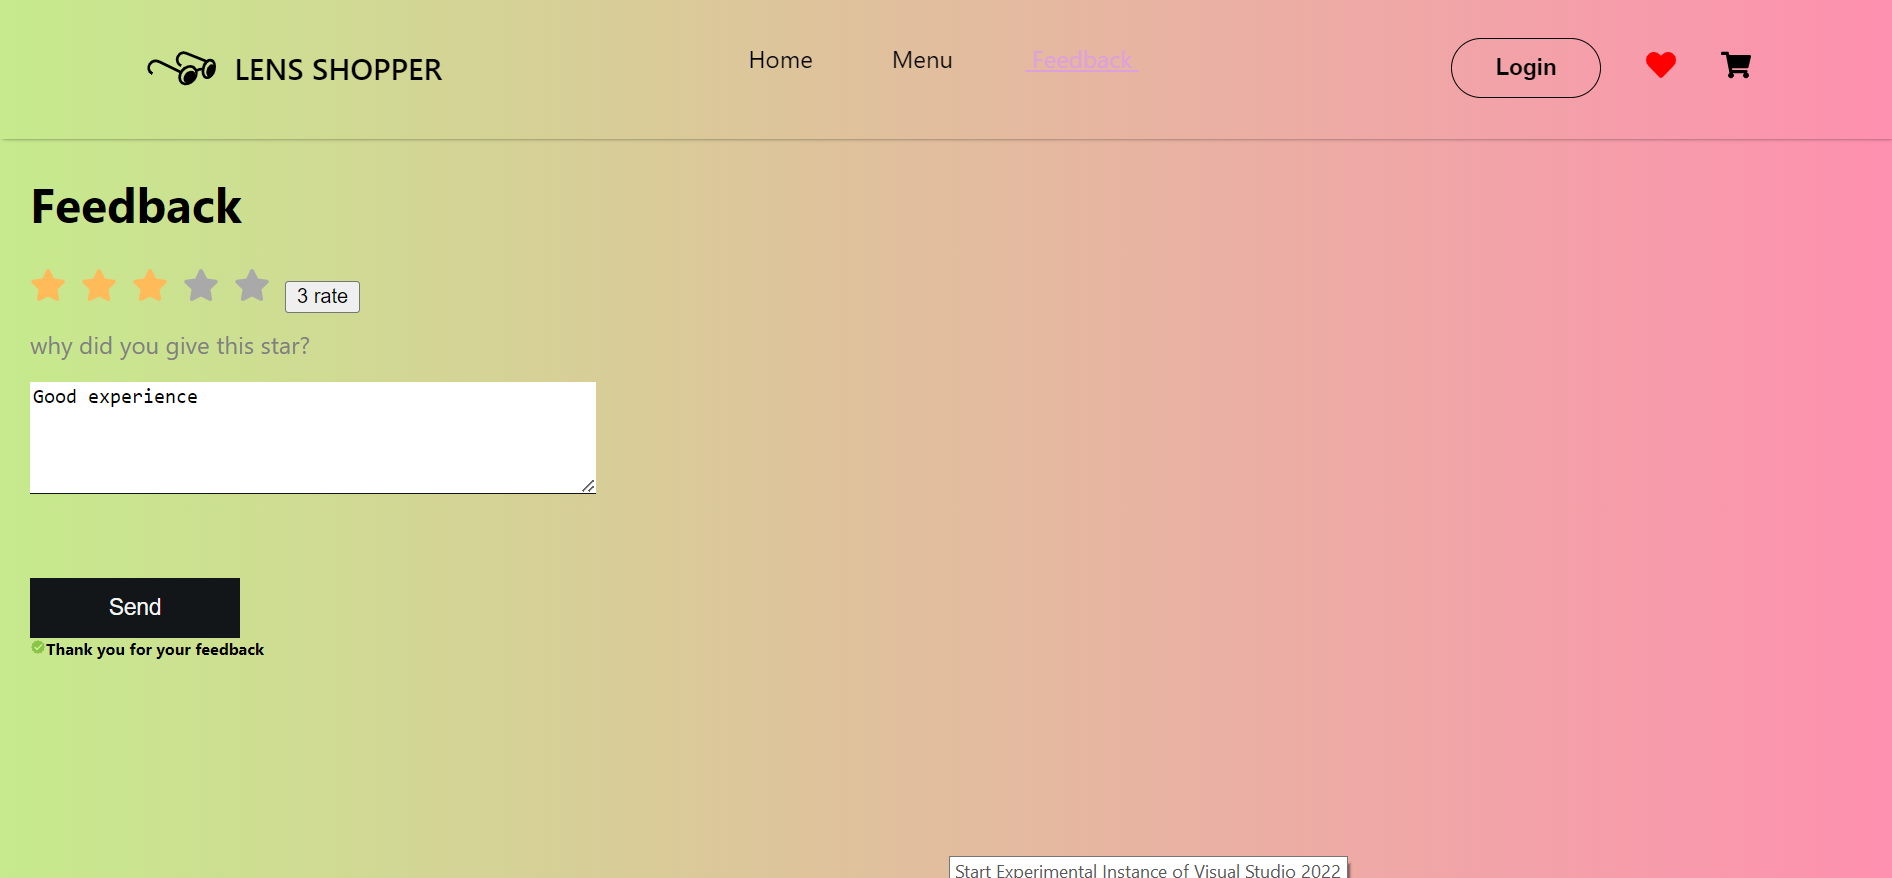 LENS SHOPPER
Home
Menu
Feedback
Login
Feedback
3 rate
why did you give this star?
Good experience
Send
Thank you for your feedback
Start Experimental Instance of Visual Studio 2022